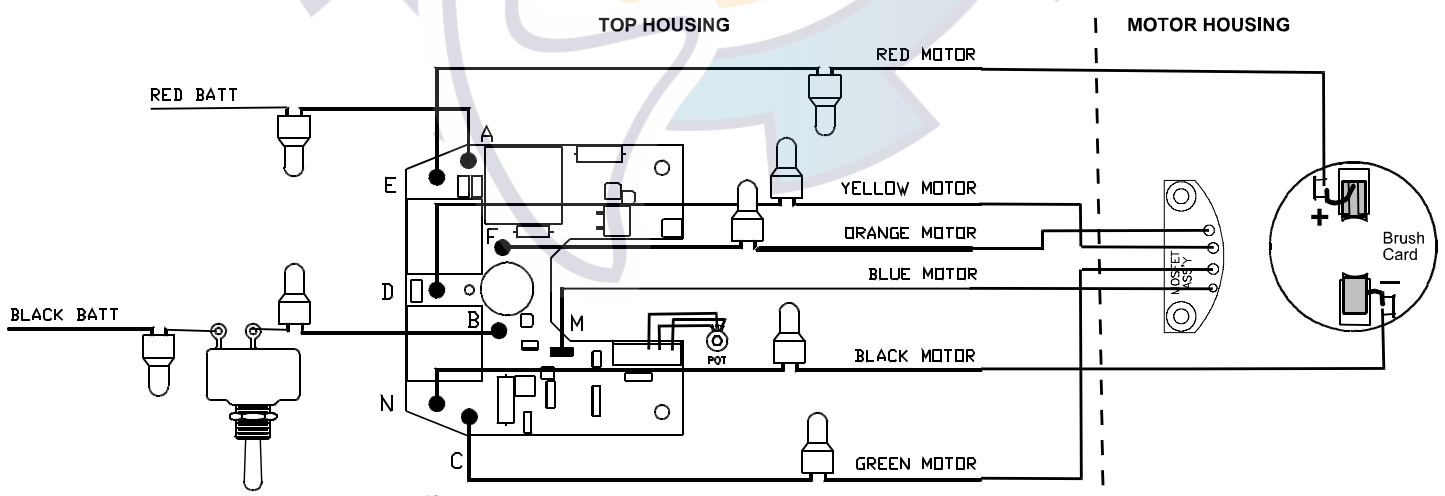 TOP HOUSING
MOTOR HOUSING
RED MOTOR
RED BATT
A
E
YELLOW MOTOR
F
ORANGE MOTOR
+
Brush
Card
BLUE MOTOR
MOSFET
ASS'Y
D
−
BLACK BATT
B
M
POT
BLACK MOTOR
N
C
GREEN MOTOR